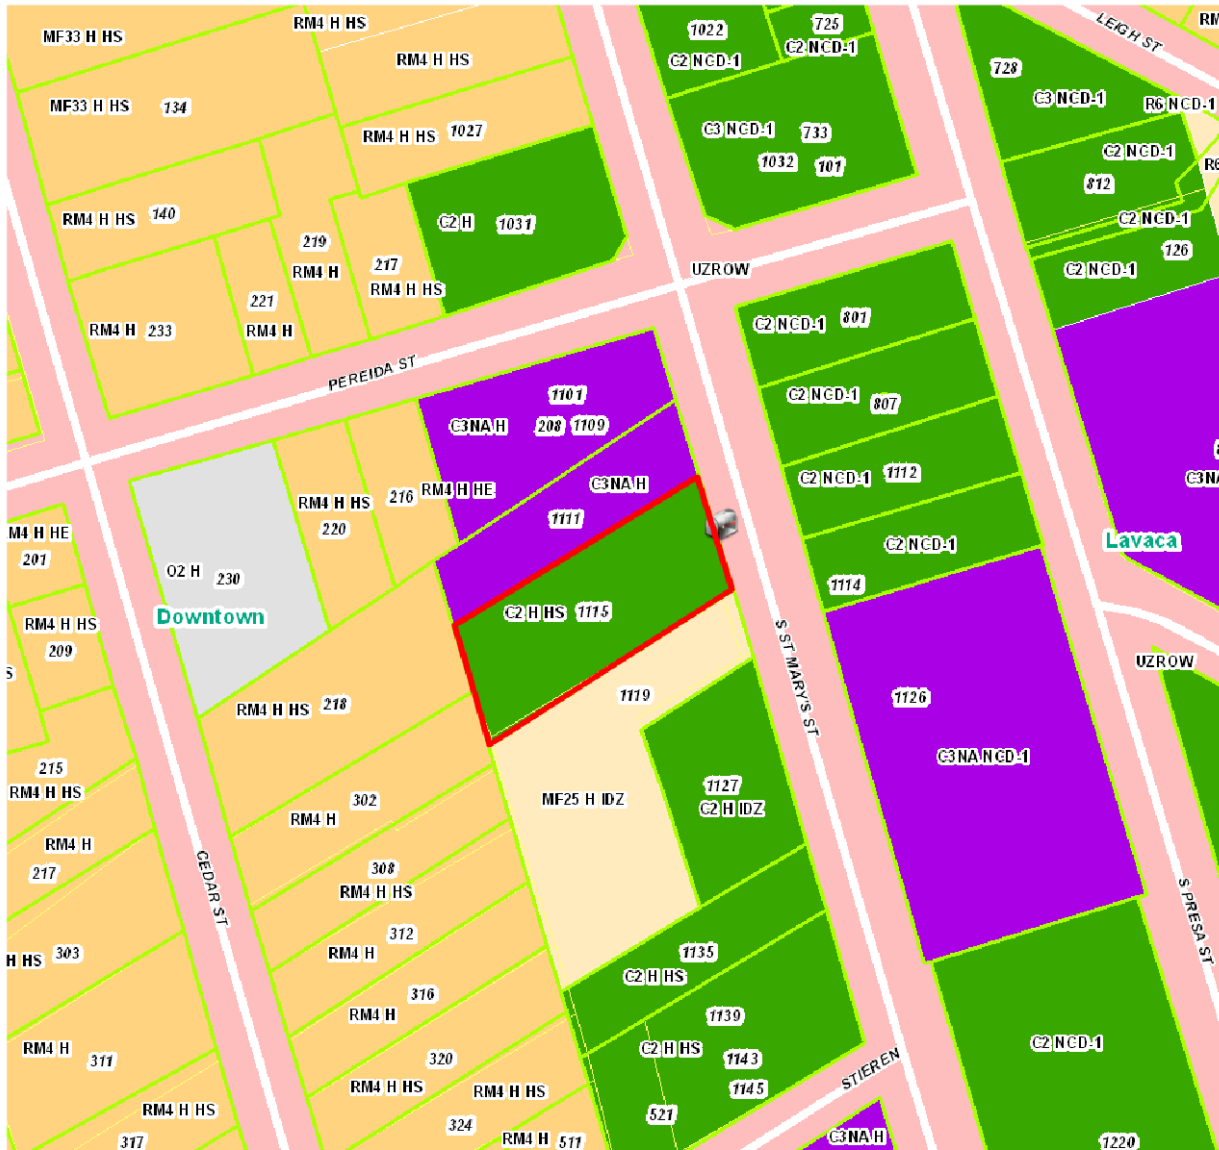 RM4 H HS
MF33 H HS
RM4 H HS
1022
C2 NCD-1
725
C2 NCD-1
LEIGH ST
RM
MF33 H HS 134
RM4 H HS 1027
C3 NCD-1 733
1032 101
728
C3 NCD-1
R6 NCD-1
C2 NCD-1
R6
812
C2 NCD-1
126
C2 NCD-1
RM4 H HS 140
219
RM4 H
217
RM4 H HS
C2 H 1031
UZROW
221
RM4 H
RM4 H 233
PEREIDA ST
C2 NCD-1 801
C2 NCD-1 807
C2 NCD-1 1112
C2 NCD-1
1114
1101
C3NA H 208 1109
C3NA H
1111
RM4 H HE
216
RM4 H HS
220
C3NA
Lavaca
M4 H HE
201
O2 H 230
Downtown
C2 H HS 1115
RM4 H HS
209
S
S ST MARY'S ST
UZROW
1119
1126
C3NA NCD-1
RM4 H HS 218
215
RM4 H HS
RM4 H
217
302
RM4 H
MF25 H IDZ
1127
C2 H IDZ
CEDAR ST
308
RM4 H HS
S PRESA ST
312
RM4 H
H HS 303
1135
C2 H HS
316
RM4 H
1139
C2 H HS
1143
1145
STIEREN
C2 NCD-1
RM4 H
311
320
RM4 H HS
RM4 H HS
324
RM4 H HS
317
RM4 H 511
521
C3NA H
1220